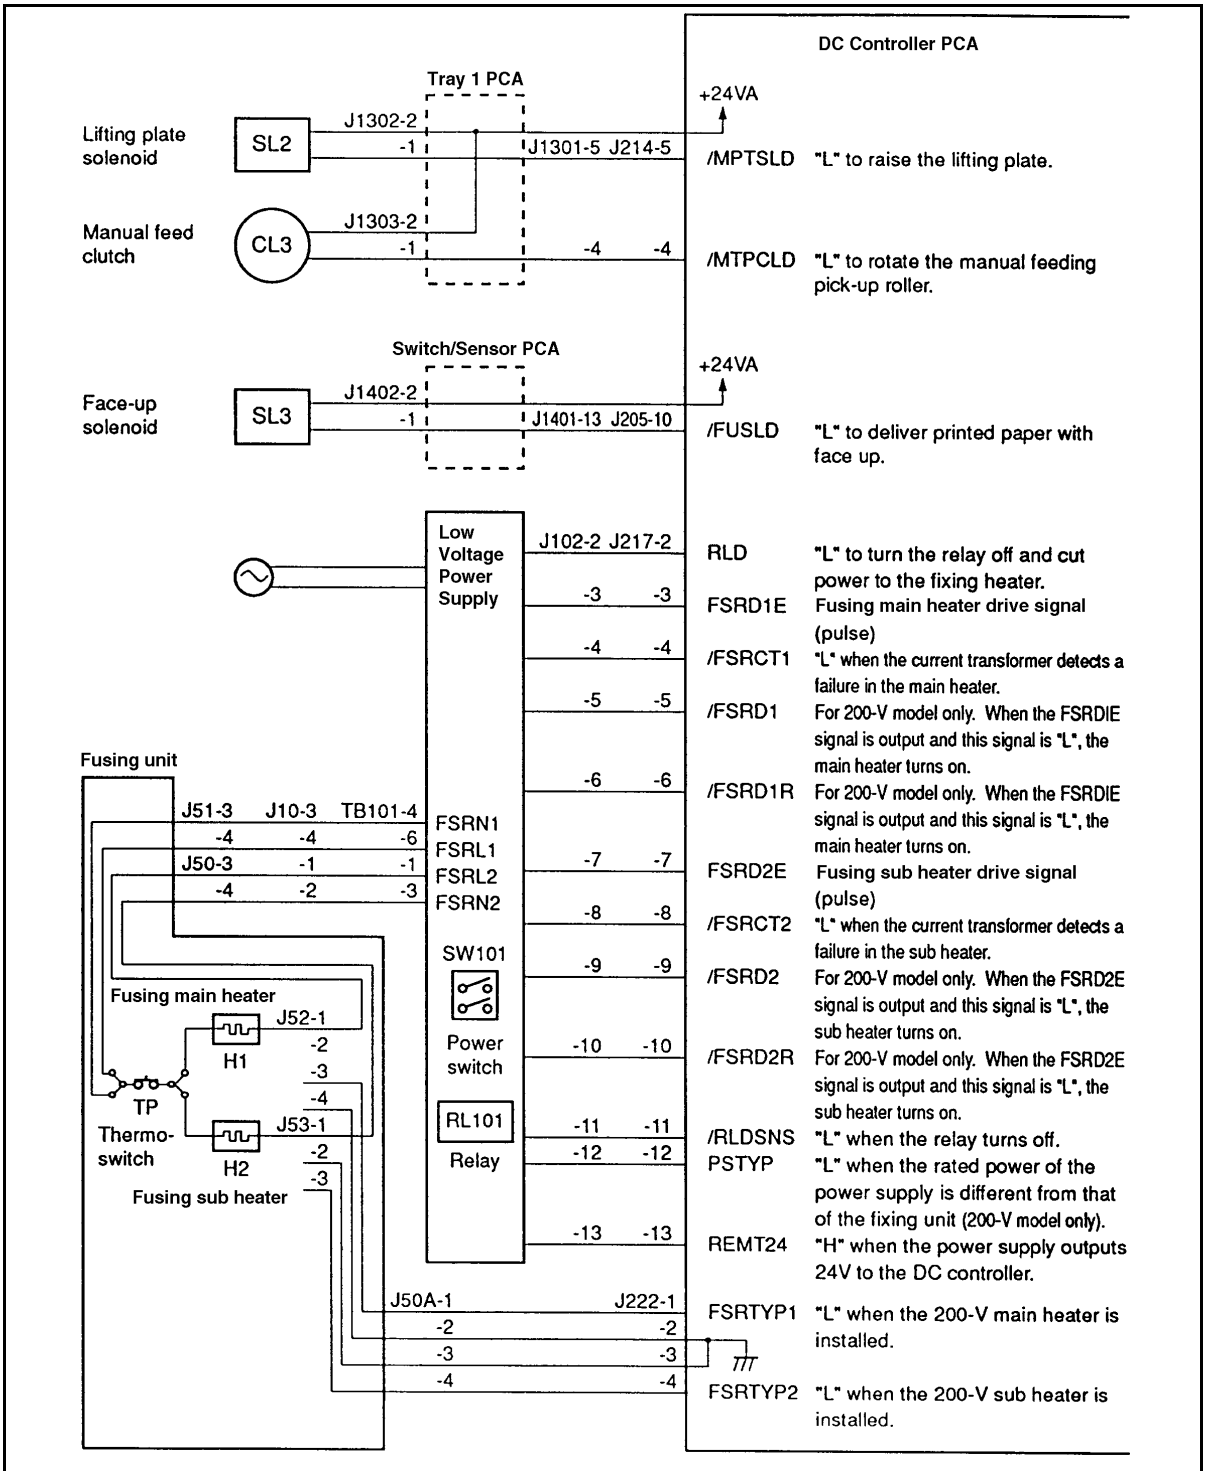 DC Controller PCA
Tray 1 PCA
+24VA
Lifting plate
solenoid
SL2
J1302-2
-1
J1301-5 J214-5
/MPTSLD "L" to raise the lifting plate.
Manual feed
clutch
CL3
J1303-2
-1
-4 -4
/MTPCLD "L" to rotate the manual feeding
pick-up roller.
Switch/Sensor PCA
+24VA
Face-up
solenoid
SL3
J1402-2
-1
J1401-13 J205-10
/FUSLD "L" to deliver printed paper with
face up.
Low
Voltage
Power
Supply
J102-2 J217-2
RLD "L" to turn the relay off and cut
power to the fixing heater.
-3 -3
FSRD1E Fusing main heater drive signal
(pulse)
-4 -4
/FSRCT1 "L" when the current transformer detects a
failure in the main heater.
-5 -5
/FSRD1 For 200-V model only. When the FSRDIE
signal is output and this signal is "L", the
main heater turns on.
-6 -6
/FSRD1R For 200-V model only. When the FSRDIE
signal is output and this signal is "L", the
main heater turns on.
-7 -7
FSRD2E Fusing sub heater drive signal
(pulse)
-8 -8
/FSRCT2 "L" when the current transformer detects a
failure in the sub heater.
-9 -9
/FSRD2 For 200-V model only. When the FSRD2E
signal is output and this signal is "L", the
sub heater turns on.
-10 -10
/FSRD2R For 200-V model only. When the FSRD2E
signal is output and this signal is "L", the
sub heater turns on.
-11 -11
/RLDSNS "L" when the relay turns off.
-12 -12
PSTYP "L" when the rated power of the
power supply is different from that
of the fixing unit (200-V model only).
-13 -13
REMT24 "H" when the power supply outputs
24V to the DC controller.
Fusing unit
J51-3 J10-3 TB101-4
FSRN1
-4 -4 -6
FSRL1
J50-3 -1 -1
FSRL2
-4 -2 -3
FSRN2
SW101
Power
switch
RL101
Relay
Fusing main heater
J52-1
H1
-2
-3
-4
TP
Thermo-
switch
J53-1
H2
-2
-3
Fusing sub heater
J50A-1 J222-1
FSRTYP1 "L" when the 200-V main heater is
installed.
-2 -2
-3 -3
-4 -4
FSRTYP2 "L" when the 200-V sub heater is
installed.